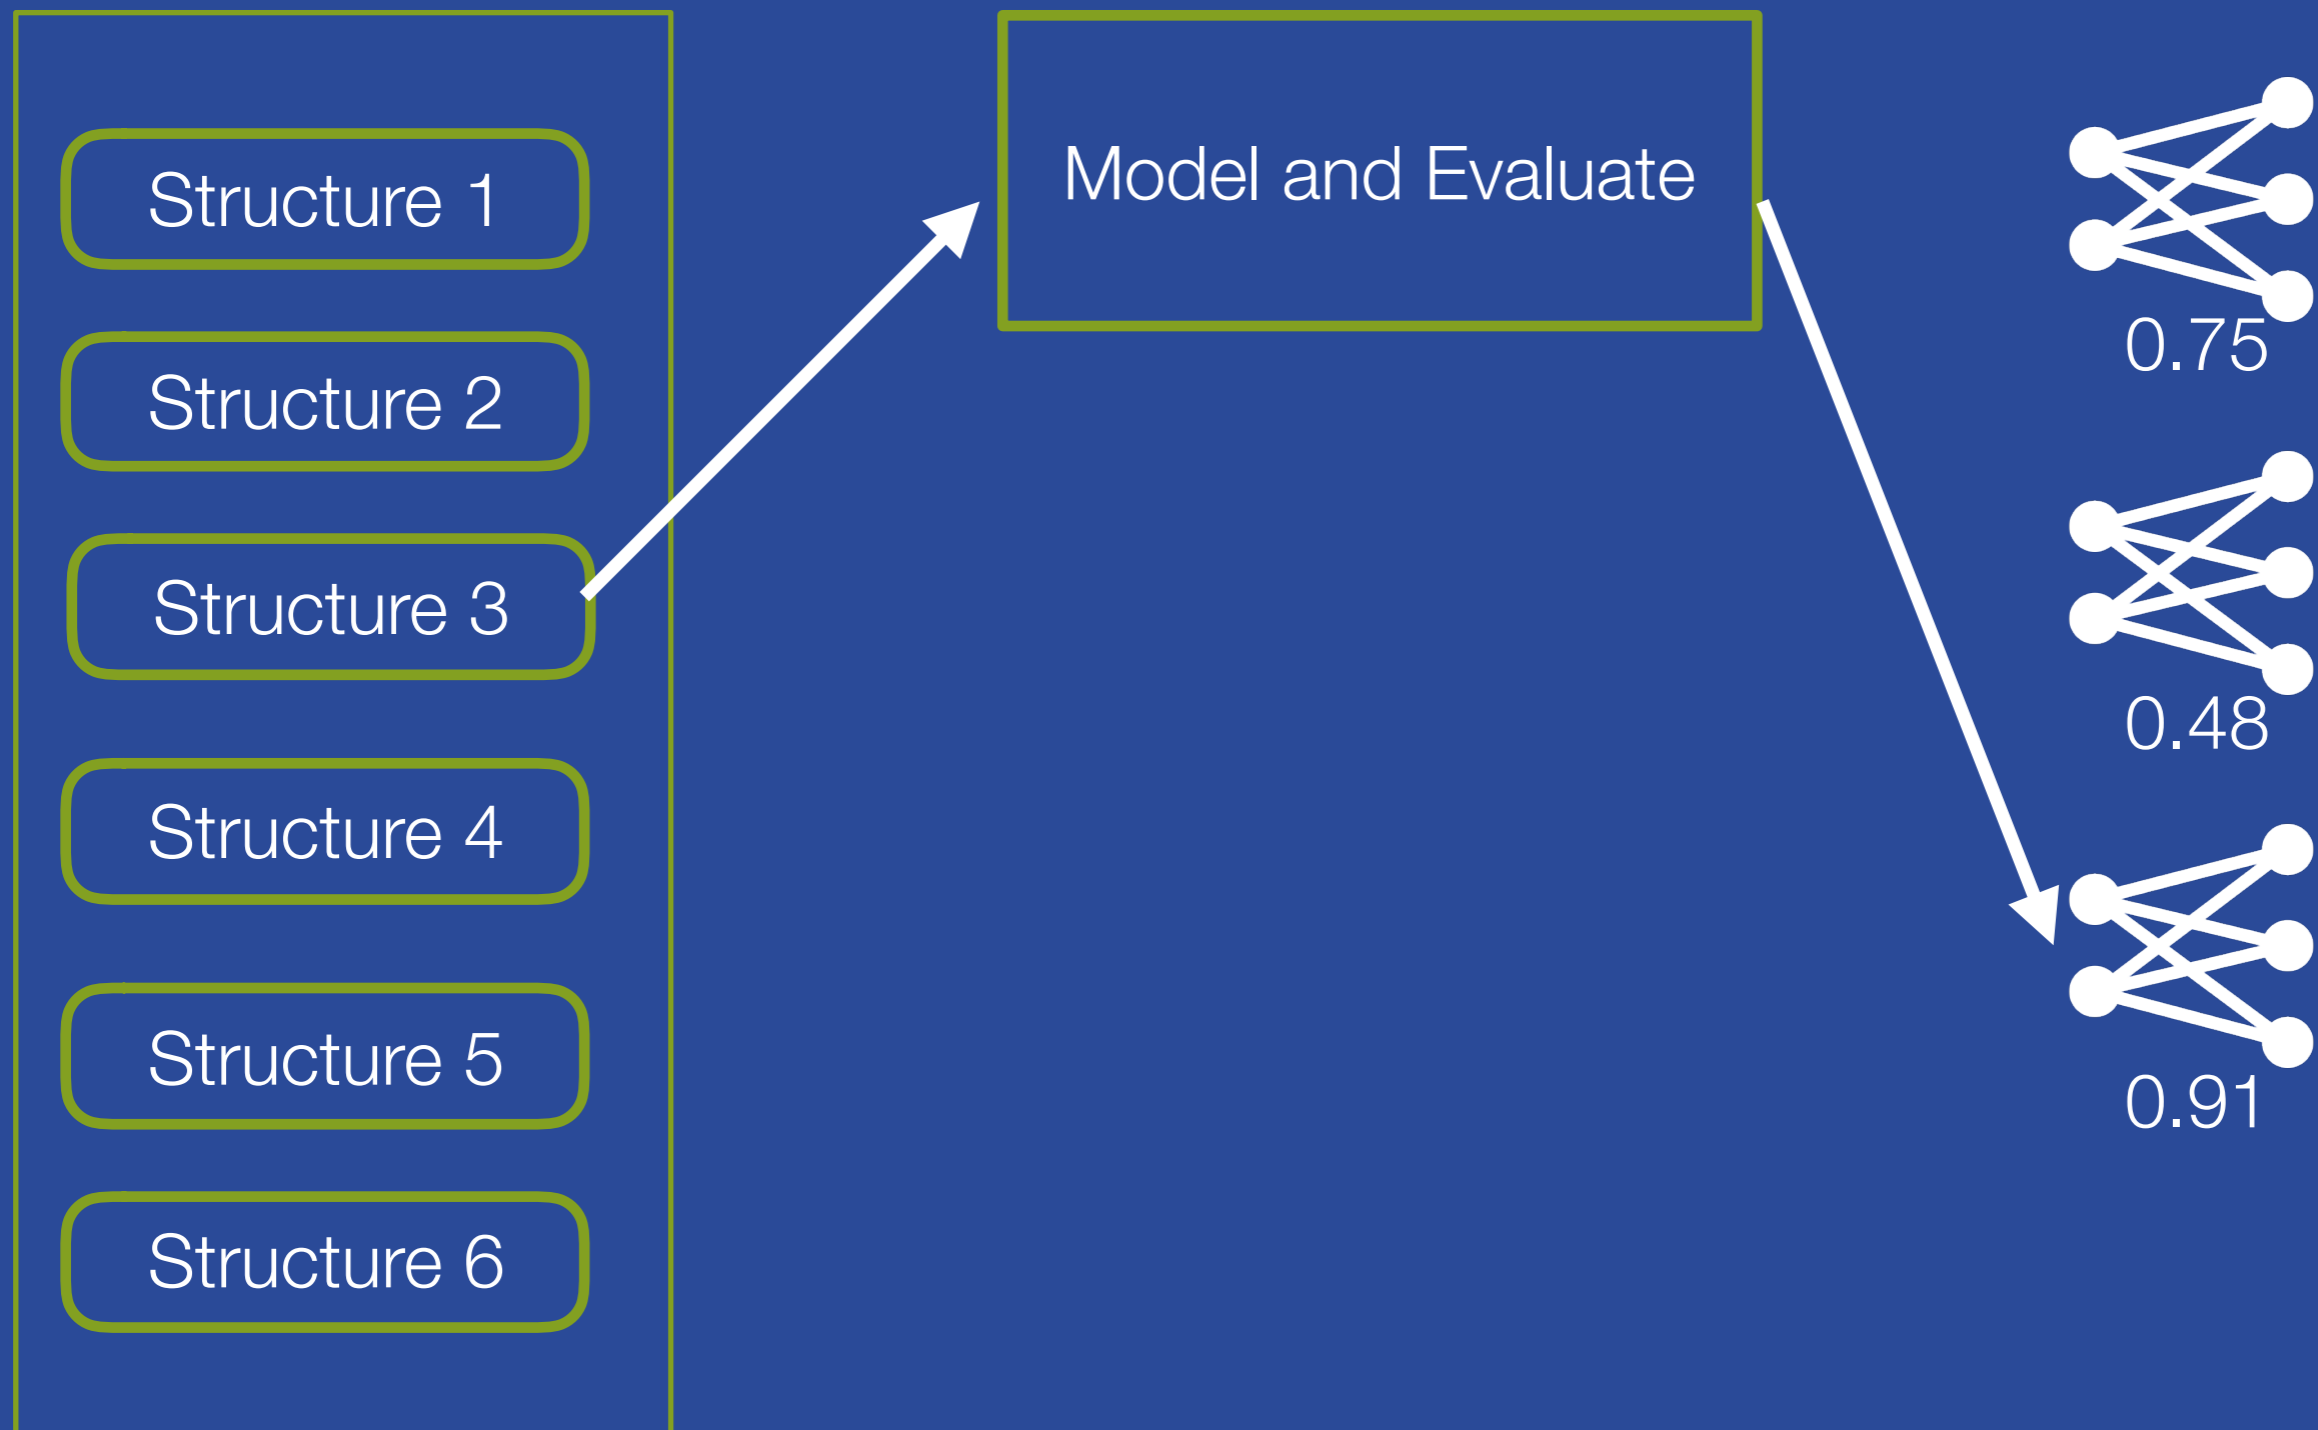 Structure 1
Structure 2
Structure 3
Structure 4
Structure 5
Structure 6
Model and Evaluate
0.75
0.48
0.91